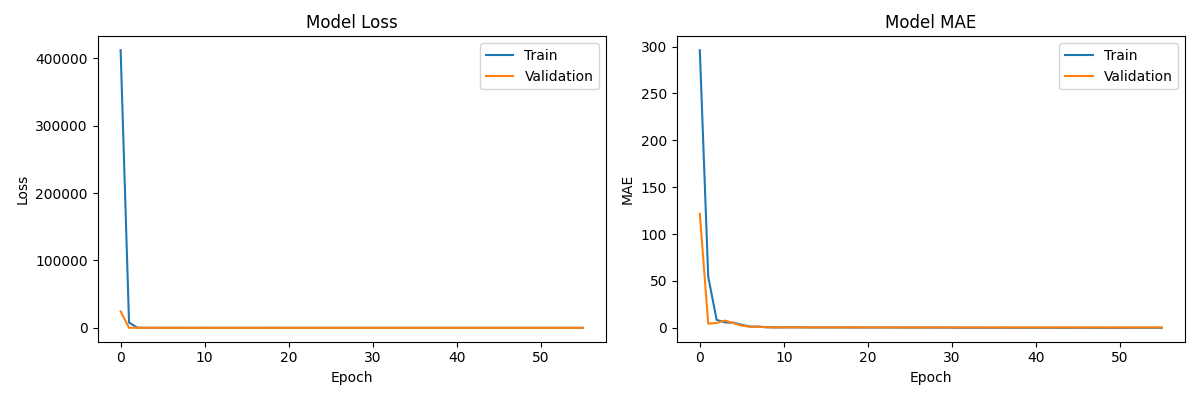 Model Loss
Train
Validation
400000
300000
200000
100000
0
Loss
0 10 20 30 40 50
Epoch
Model MAE
Train
Validation
300
250
200
150
100
50
0
MAE
0 10 20 30 40 50
Epoch